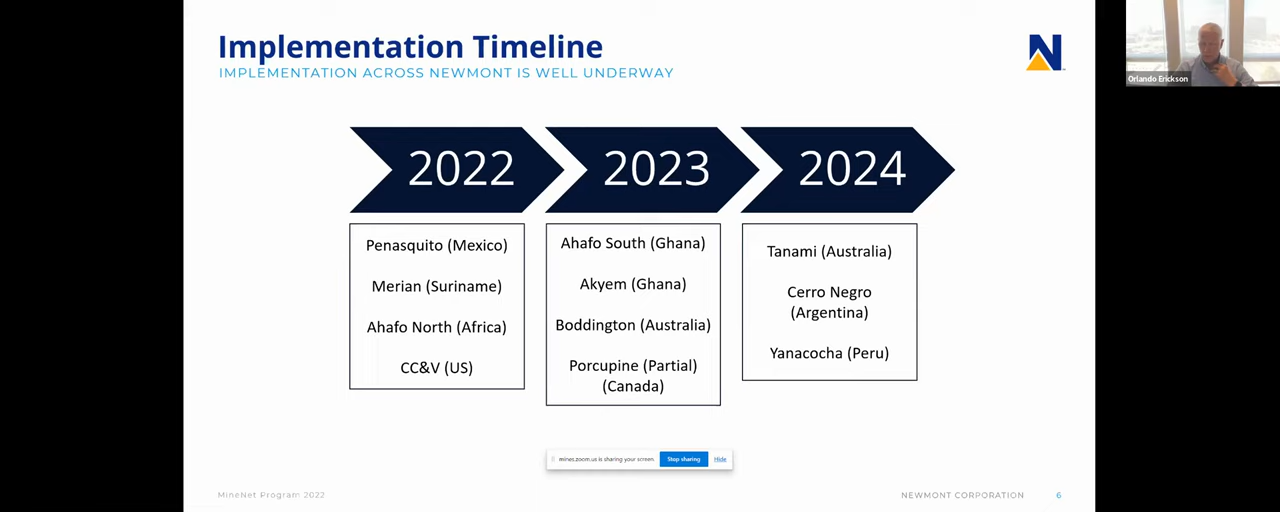 Implementation Timeline
IMPLEMENTATION ACROSS NEWMONT IS WELL UNDERWAY
Orlando Erickson
2022
2023
2024
Penasquito (Mexico)
Merian (Suriname)
Ahafo North (Africa)
CC&V (US)
Ahafo South (Ghana)
Akyem (Ghana)
Boddington (Australia)
Porcupine (Partial)
(Canada)
Tanami (Australia)
Cerro Negro
(Argentina)
Yanacocha (Peru)
mines.zoom.us is sharing your screen.
Stop sharing
Hide
MineNet Program 2022
NEWMONT CORPORATION
6